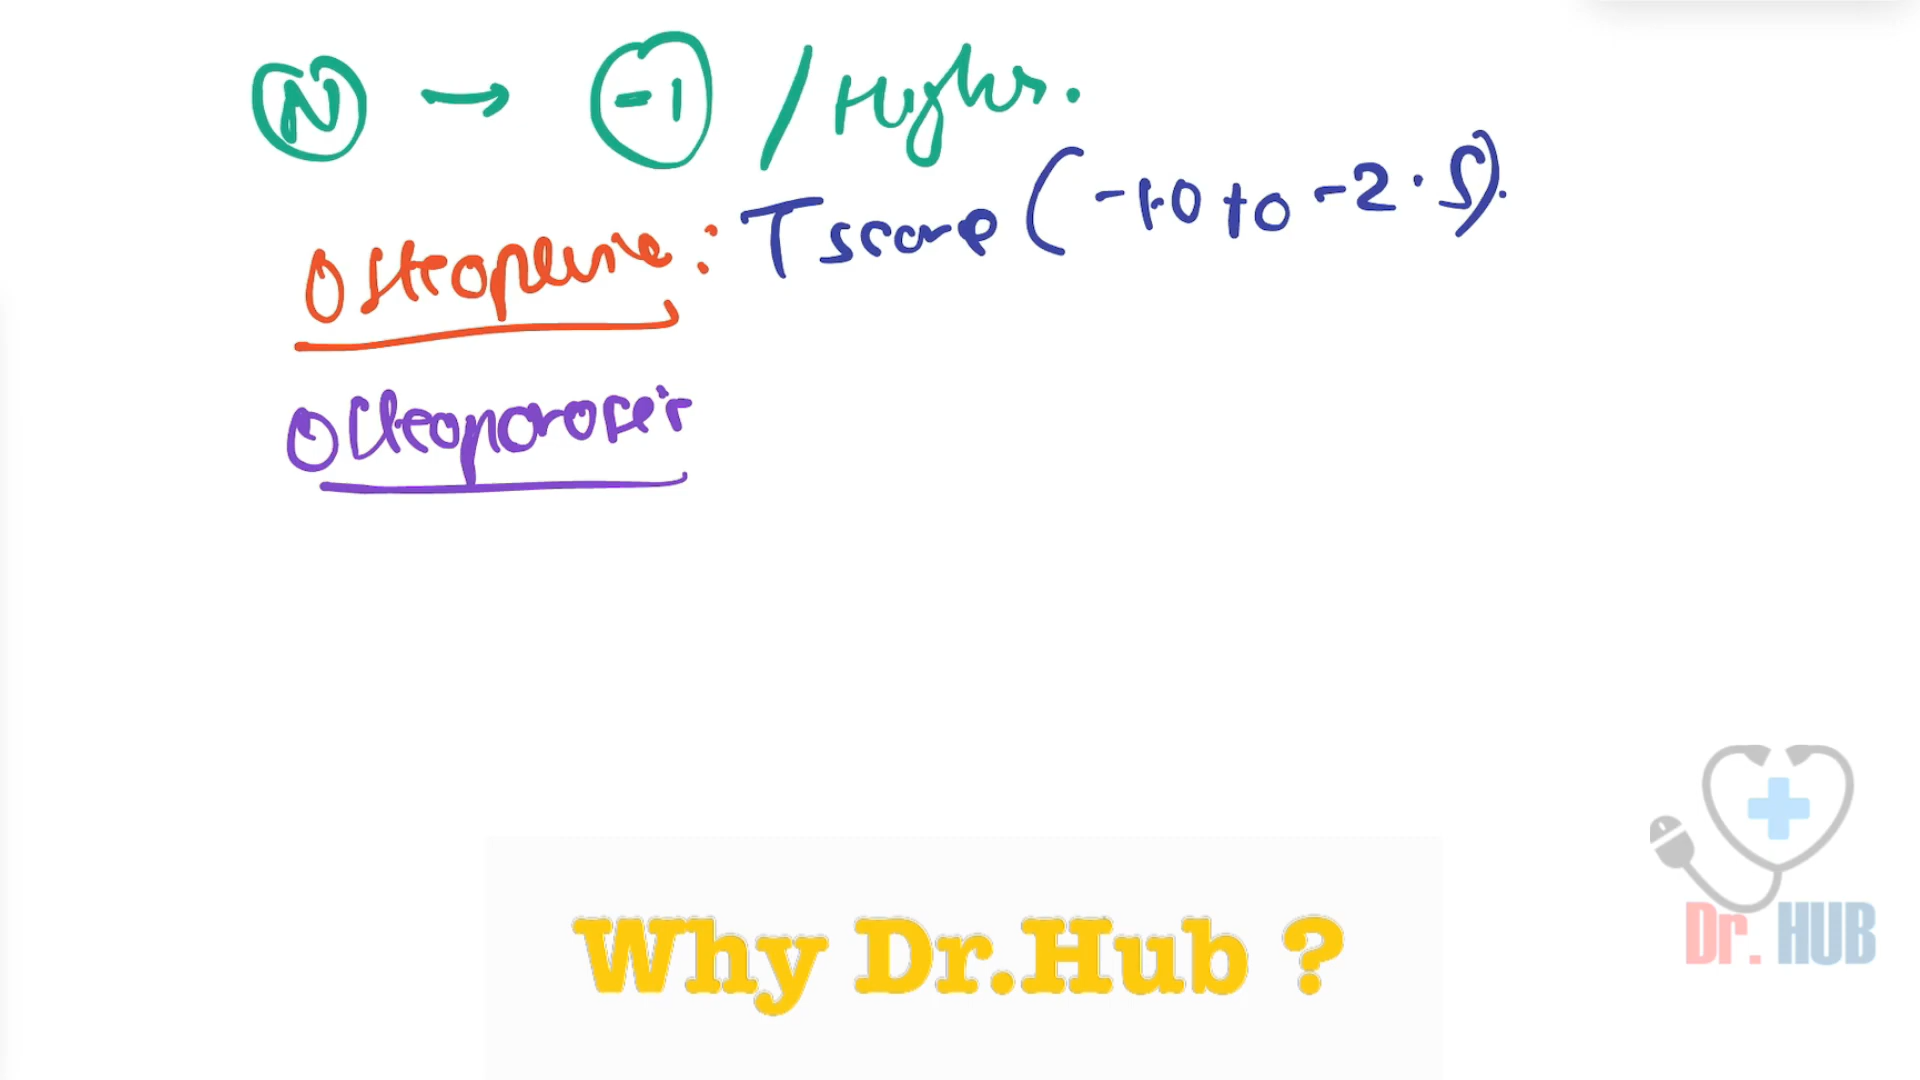 N → -1 / Higher.
Osteopenia : T score (-1.0 to -2.5).
Osteoporosis
Why Dr.Hub ?
Dr. HUB